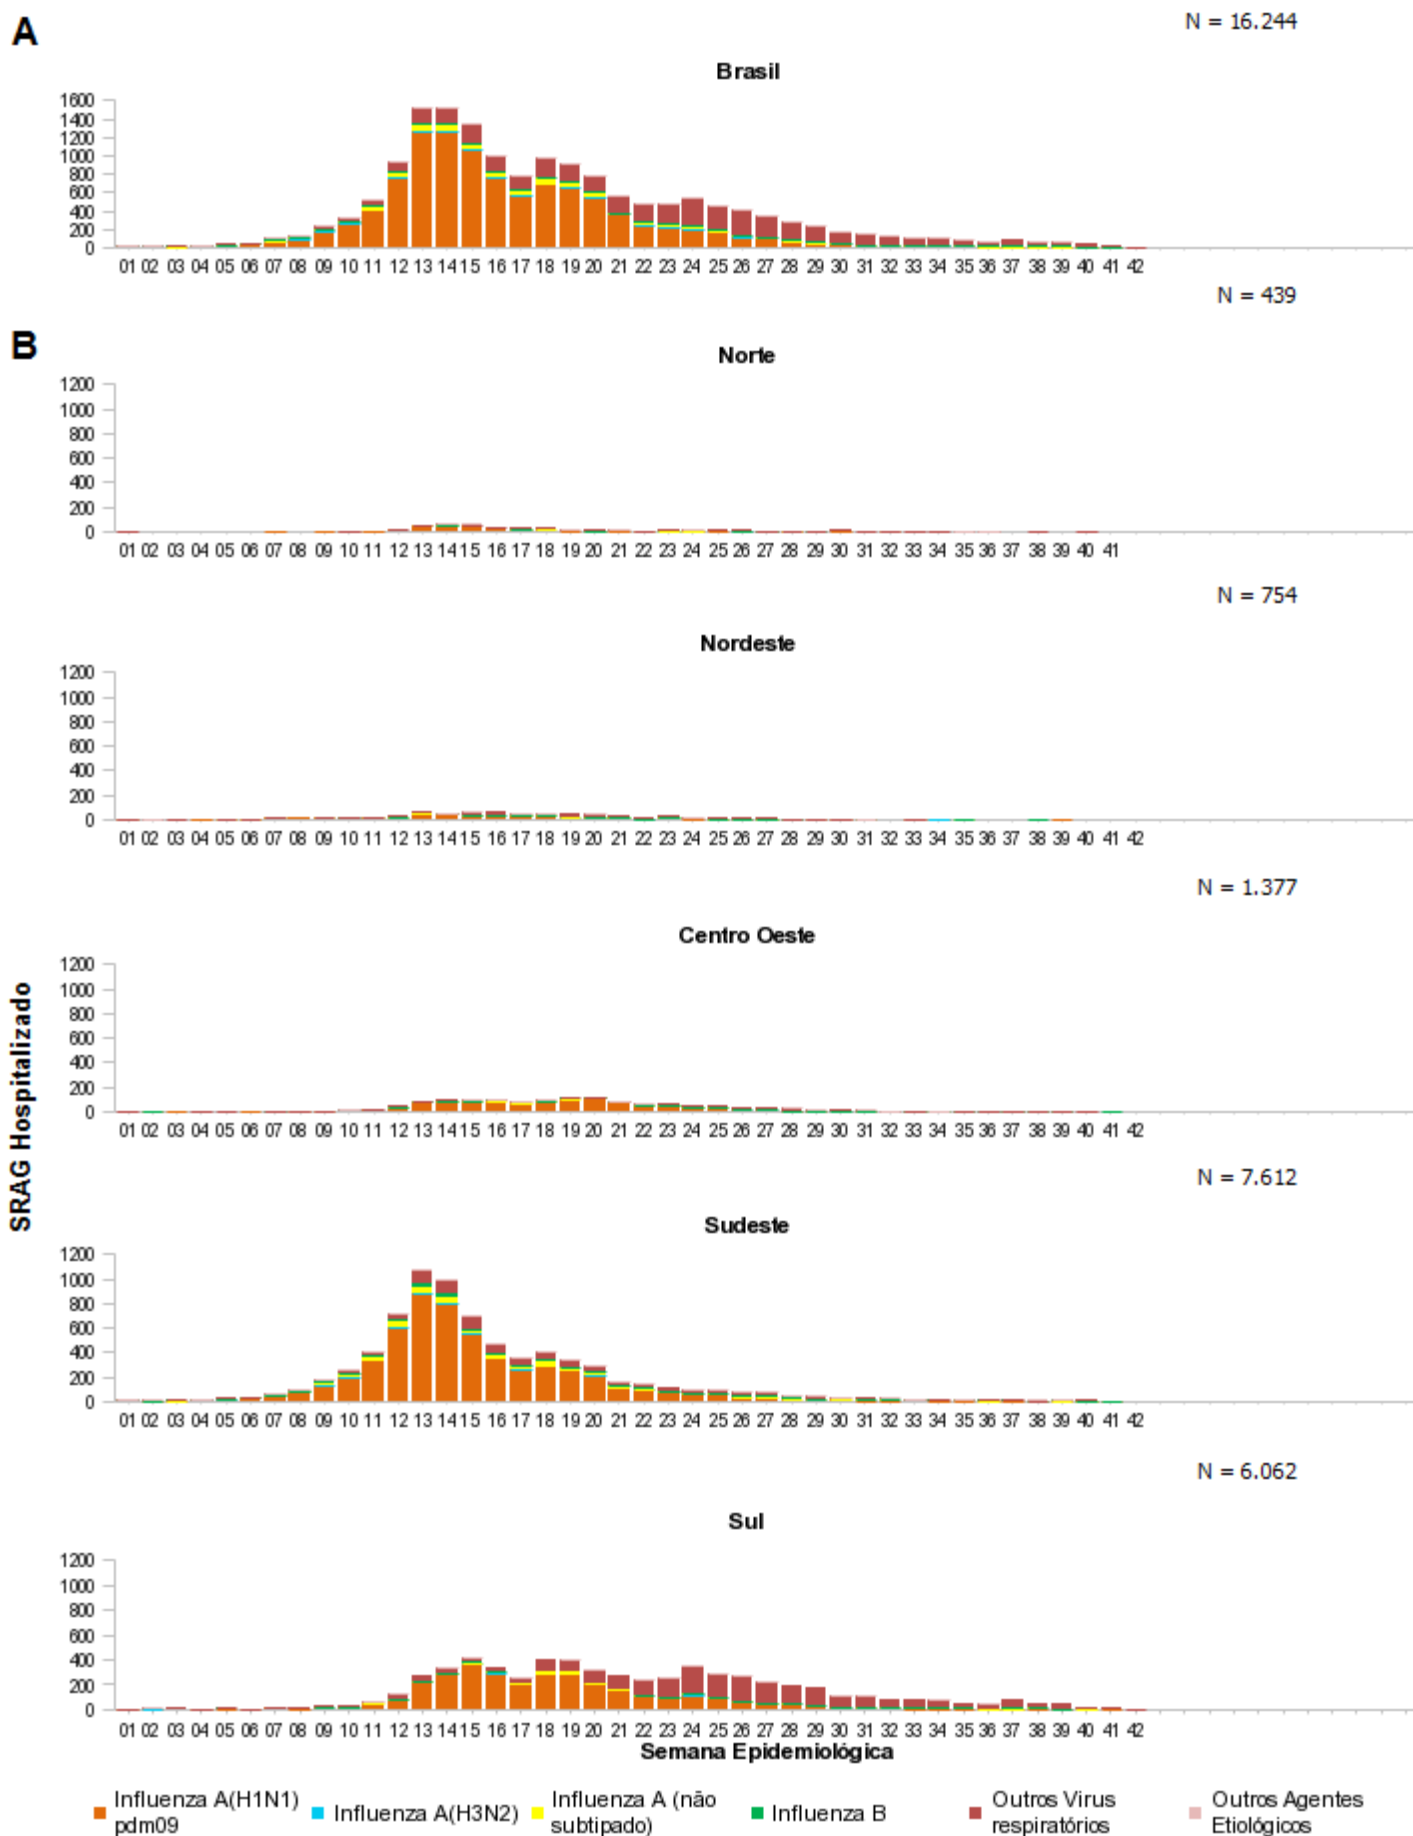 A
N = 16.244
Brasil
1600
1400
1200
1000
800
600
400
200
0
01 02 03 04 05 06 07 08 09 10 11 12 13 14 15 16 17 18 19 20 21 22 23 24 25 26 27 28 29 30 31 32 33 34 35 36 37 38 39 40 41 42
N = 439
B
Norte
1200
1000
800
600
400
200
0
01 02 03 04 05 06 07 08 09 10 11 12 13 14 15 16 17 18 19 20 21 22 23 24 25 26 27 28 29 30 31 32 33 34 35 36 37 38 39 40 41
N = 754
Nordeste
1200
1000
800
600
400
200
0
01 02 03 04 05 06 07 08 09 10 11 12 13 14 15 16 17 18 19 20 21 22 23 24 25 26 27 28 29 30 31 32 33 34 35 36 37 38 39 40 41 42
N = 1.377
Centro Oeste
1200
1000
800
600
400
200
0
01 02 03 04 05 06 07 08 09 10 11 12 13 14 15 16 17 18 19 20 21 22 23 24 25 26 27 28 29 30 31 32 33 34 35 36 37 38 39 40 41 42
SRAG Hospitalizado
N = 7.612
Sudeste
1200
1000
800
600
400
200
0
01 02 03 04 05 06 07 08 09 10 11 12 13 14 15 16 17 18 19 20 21 22 23 24 25 26 27 28 29 30 31 32 33 34 35 36 37 38 39 40 41 42
N = 6.062
Sul
1200
1000
800
600
400
200
0
01 02 03 04 05 06 07 08 09 10 11 12 13 14 15 16 17 18 19 20 21 22 23 24 25 26 27 28 29 30 31 32 33 34 35 36 37 38 39 40 41 42
Semana Epidemiológica
Influenza A(H1N1)
pdm09
Influenza A(H3N2)
Influenza A (não
subtipado)
Influenza B
Outros Virus
respiratórios
Outros Agentes
Etiológicos